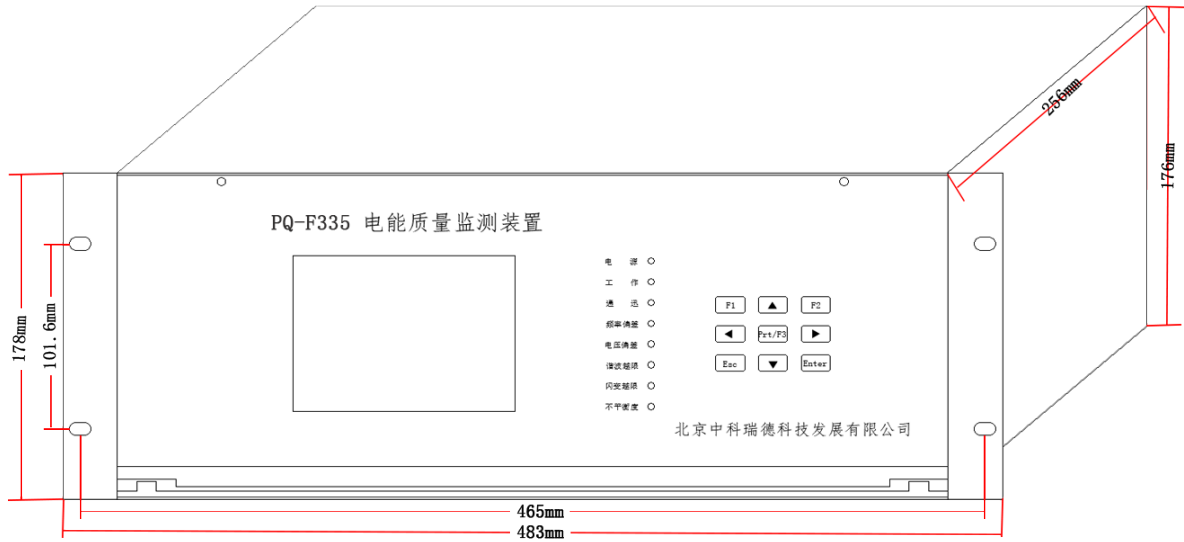 256mm
176mm
PQ-F335 电能质量监测装置
电 源
工 作
通 迅
频率偏差
电压偏差
谐波越限
闪变越限
不平衡度
F1
F2
Prt/F3
Esc
Enter
北京中科瑞德科技发展有限公司
178mm
101.6mm
465mm
483mm